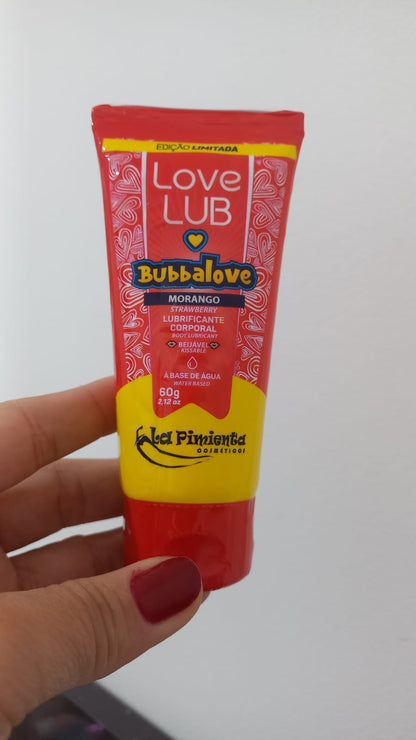 EDIÇÃO LIMITADA
LOVE
LUB
BUBBALOVE
MORANGO
STRAWBERRY
LUBRIFICANTE
CORPORAL
BODY LUBRICANT
BEIJÁVEL
KISSABLE
À BASE DE ÁGUA
WATER BASED
60g
2,12 oz
La Pimienta
COSMÉTICOS